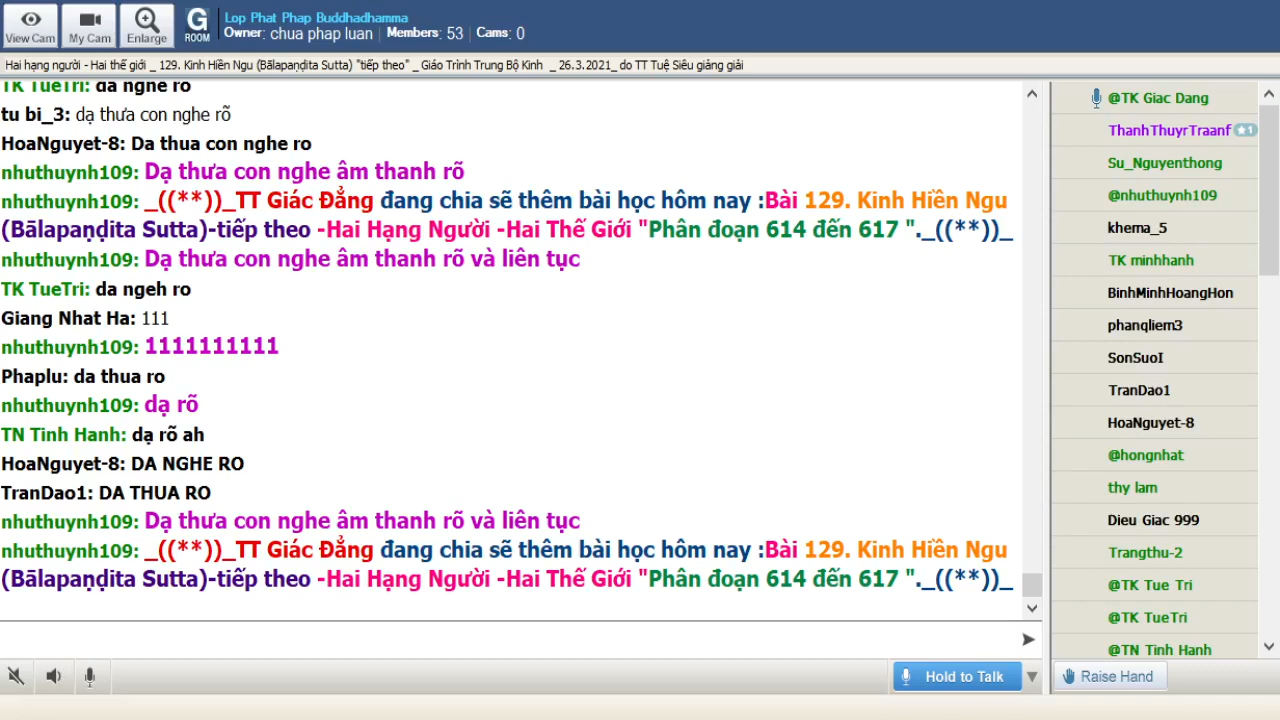 View Cam
My Cam
Enlarge
G
ROOM
Lop Phat Phap Buddhadhamma
Owner: chua phap luan | Members: 53 | Cams: 0
Hai hạng người - Hai thế giới _ 129. Kinh Hiền Ngu (Bālapaṇḍita Sutta) "tiếp theo" _ Giáo Trình Trung Bộ Kinh _ 26.3.2021_ do TT Tuệ Siêu giảng giải
TK TueTri: da nghe ro
tu bi_3: dạ thưa con nghe rõ
HoaNguyet-8: Da thua con nghe ro
nhuthuynh109: Dạ thưa con nghe âm thanh rõ
nhuthuynh109: _((**))_TT Giác Đẳng đang chia sẽ thêm bài học hôm nay :Bài 129. Kinh Hiền Ngu
(Bālapaṇḍita Sutta)-tiếp theo -Hai Hạng Người -Hai Thế Giới "Phân đoạn 614 đến 617 "._((**))_
nhuthuynh109: Dạ thưa con nghe âm thanh rõ và liên tục
TK TueTri: da ngeh ro
Giang Nhat Ha: 111
nhuthuynh109: 1111111111
Phaplu: da thua ro
nhuthuynh109: dạ rõ
TN Tinh Hanh: dạ rõ ah
HoaNguyet-8: DA NGHE RO
TranDao1: DA THUA RO
nhuthuynh109: Dạ thưa con nghe âm thanh rõ và liên tục
nhuthuynh109: _((**))_TT Giác Đẳng đang chia sẽ thêm bài học hôm nay :Bài 129. Kinh Hiền Ngu
(Bālapaṇḍita Sutta)-tiếp theo -Hai Hạng Người -Hai Thế Giới "Phân đoạn 614 đến 617 "._((**))_
Hold to Talk
@TK Giac Dang
ThanhThuyrTraanf ★1
Su_Nguyenthong
@nhuthuynh109
khema_5
TK minhhanh
BinhMinhHoangHon
phanqliem3
SonSuoI
TranDao1
HoaNguyet-8
@hongnhat
thy lam
Dieu Giac 999
Trangthu-2
@TK Tue Tri
@TK TueTri
@TN Tinh Hanh
Raise Hand